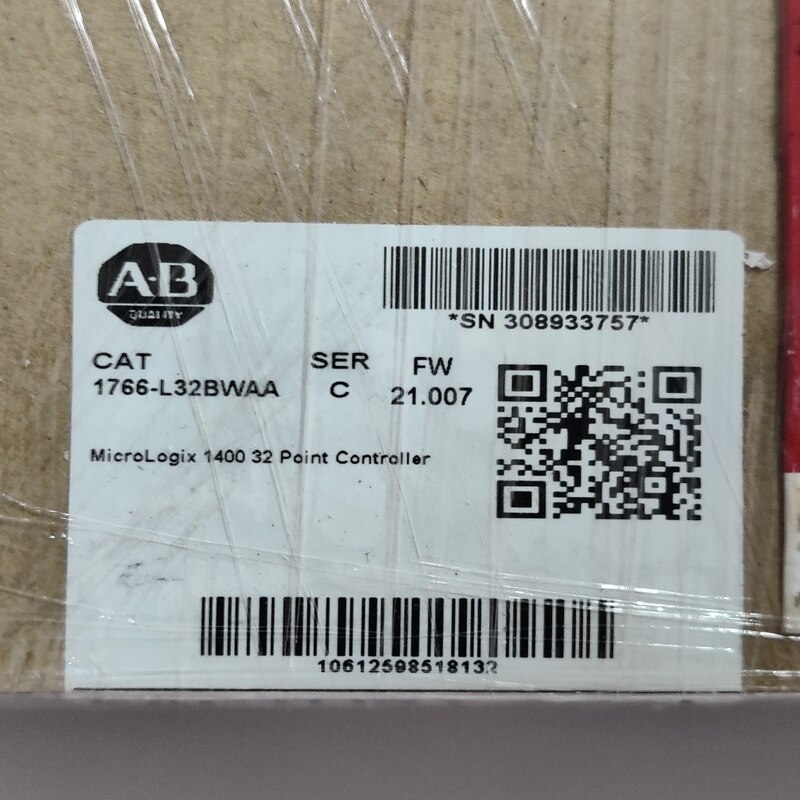 A-B
QUALITY
*SN 308933757*
CAT SER FW
1766-L32BWAA C 21.007
MicroLogix 1400 32 Point Controller
10612598518132